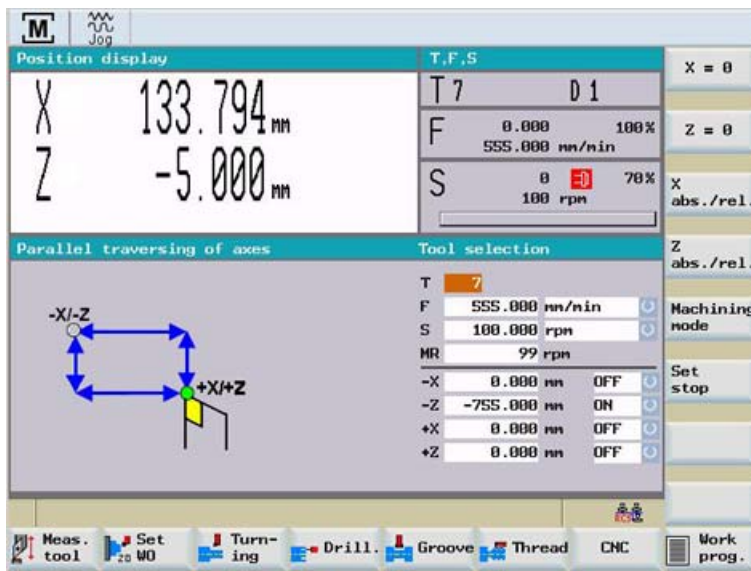 M
Jog
Position display
X 133.794 mm
Z -5.000 mm
T,F,S
T 7 D 1
F 0.000 100%
555.000 mm/min
S 0 70%
100 rpm
Parallel traversing of axes
-X/-Z
+X/+Z
Tool selection
T 7
F 555.000 mm/min
S 100.000 rpm
MR 99 rpm
-X 0.000 mm OFF
-Z -755.000 mm ON
+X 0.000 mm OFF
+Z 0.000 mm OFF
X = 0
Z = 0
X
abs./rel.
Z
abs./rel.
Machining
mode
Set
stop
Meas.
tool
Set
WO
Turn-
ing
Drill.
Groove
Thread
CNC
Work
prog.